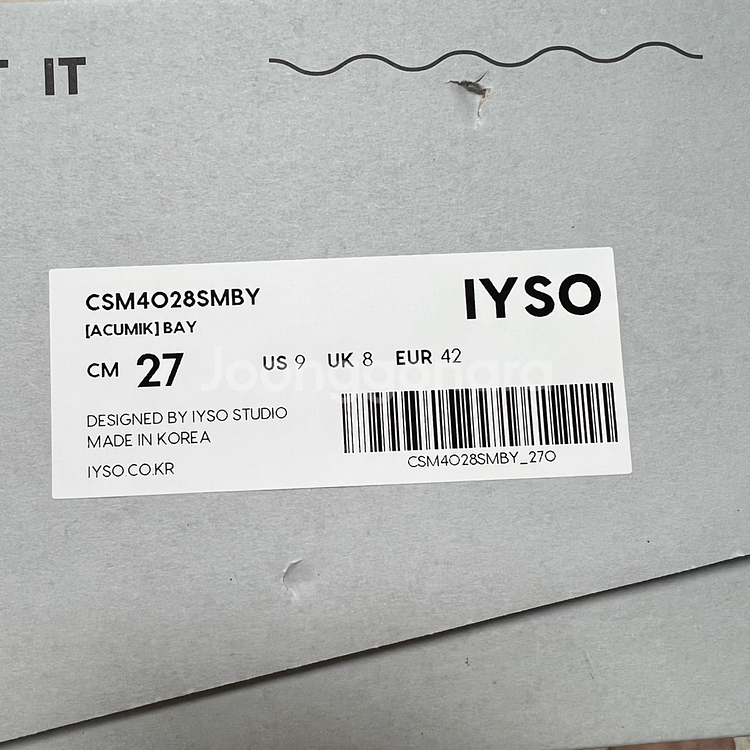 IT
CSM4028SMBY
IYSO
[ACUMIK] BAY
CM 27 US 9 UK 8 EUR 42
Joonggonara
DESIGNED BY IYSO STUDIO
MADE IN KOREA
IYSO.CO.KR
CSM4028SMBY_270